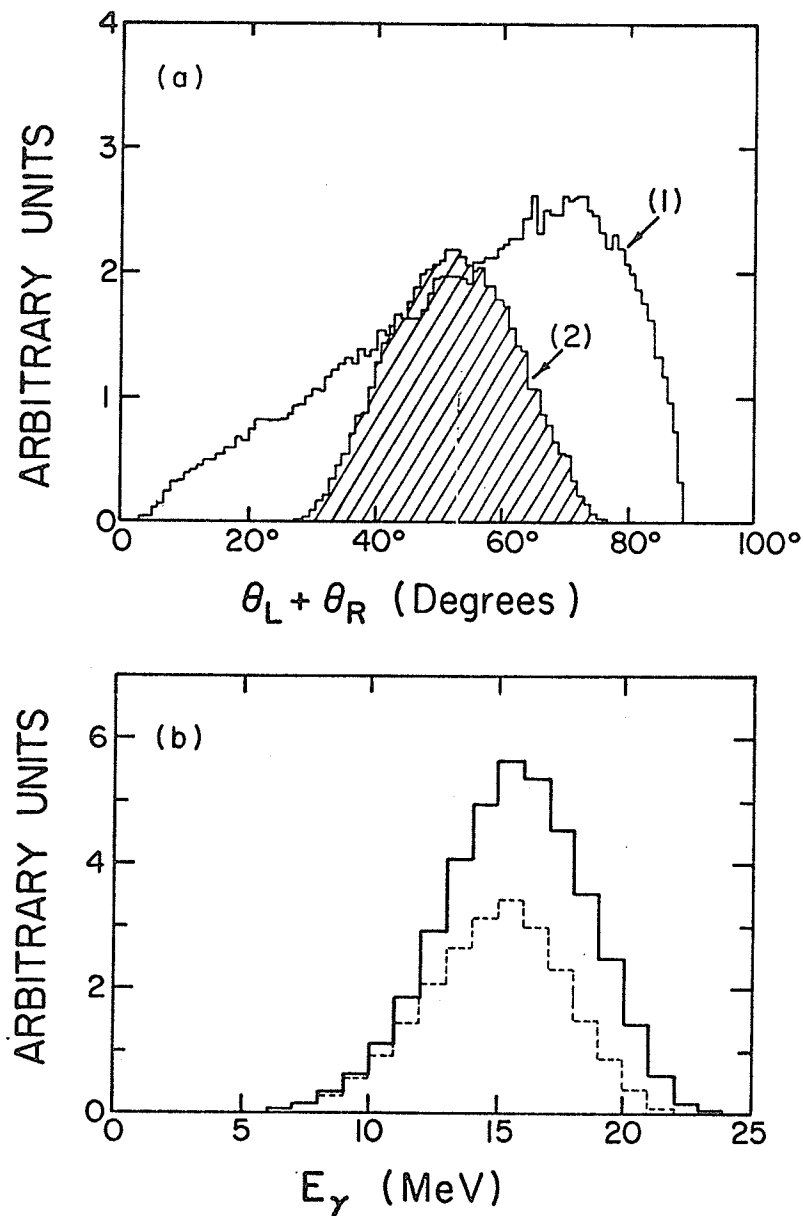 4
(a)
3
(1)
2
(2)
1
0
0 20° 40° 60° 80° 100°
ARBITRARY UNITS
θL + θR (Degrees)
(b)
6
4
2
0
0 5 10 15 20 25
ARBITRARY UNITS
Eγ (MeV)